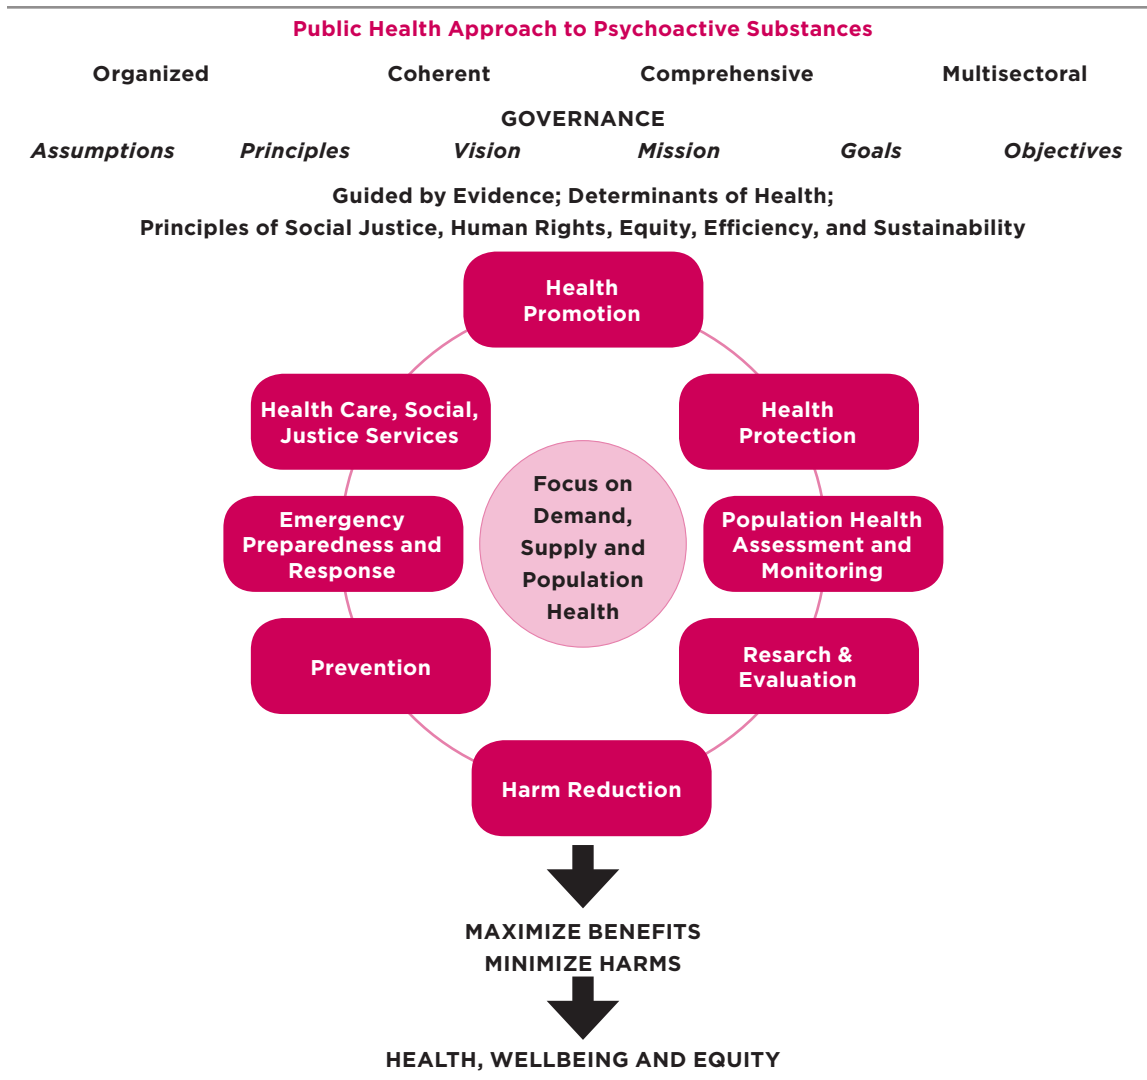 Public Health Approach to Psychoactive Substances
Organized Coherent Comprehensive Multisectoral
GOVERNANCE
Assumptions Principles Vision Mission Goals Objectives
Guided by Evidence; Determinants of Health;
Principles of Social Justice, Human Rights, Equity, Efficiency, and Sustainability
Health
Promotion
Health Care, Social,
Justice Services
Health
Protection
Focus on
Demand,
Supply and
Population
Health
Emergency
Preparedness and
Response
Population Health
Assessment and
Monitoring
Prevention
Resarch &
Evaluation
Harm Reduction
MAXIMIZE BENEFITS
MINIMIZE HARMS
HEALTH, WELLBEING AND EQUITY